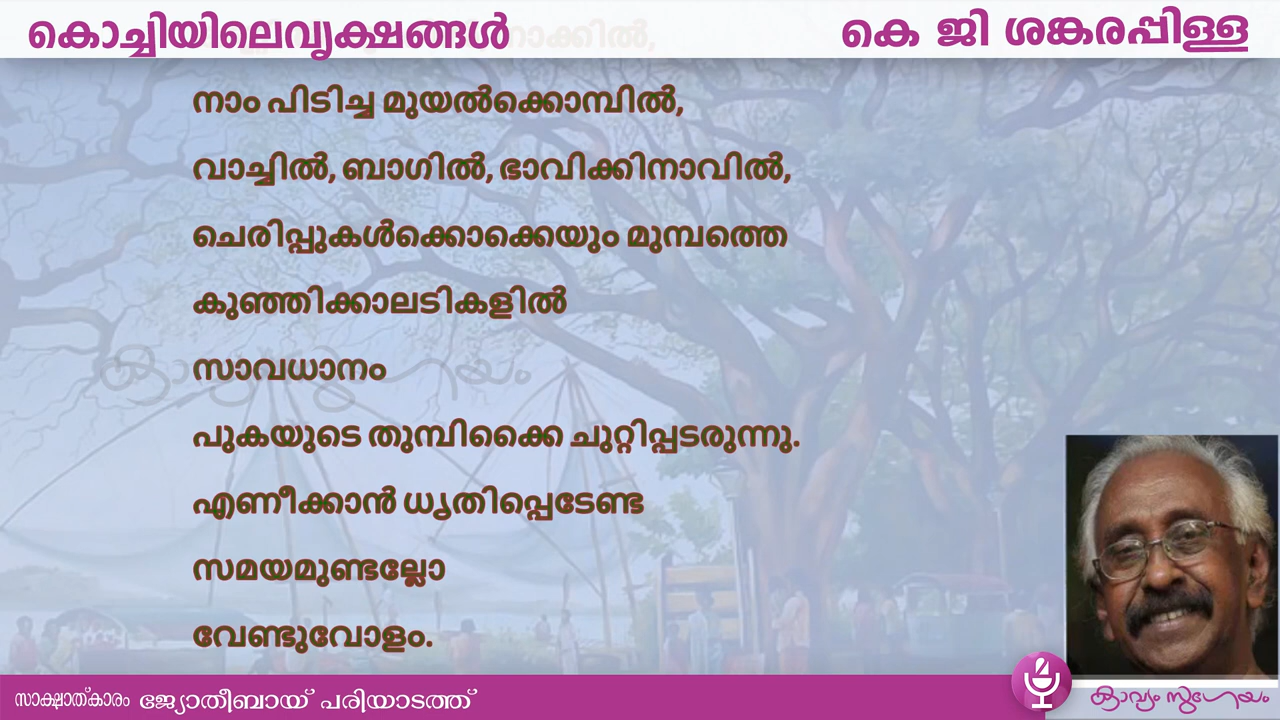 കൊച്ചിയിലെവൃക്ഷങ്ങൾ
കെ ജി ശങ്കരപ്പിള്ള
നാം പിടിച്ച മുയൽക്കൊമ്പിൽ,
വാച്ചിൽ, ബാഗിൽ, ഭാവിക്കിനാവിൽ,
ചെരിപ്പുകൾക്കൊക്കെയും മുമ്പത്തെ
കുഞ്ഞിക്കാലടികളിൽ
സാവധാനം
പുകയുടെ തുമ്പിക്കൈ ചുറ്റിപ്പടരുന്നു.
എണീക്കാൻ ധൃതിപ്പെടേണ്ട
സമയമുണ്ടല്ലോ
വേണ്ടുവോളം.
സാക്ഷാത്കാരം ജ്യോതീബായ് പരിയാടത്ത്
കാവ്യം സുഗേയം